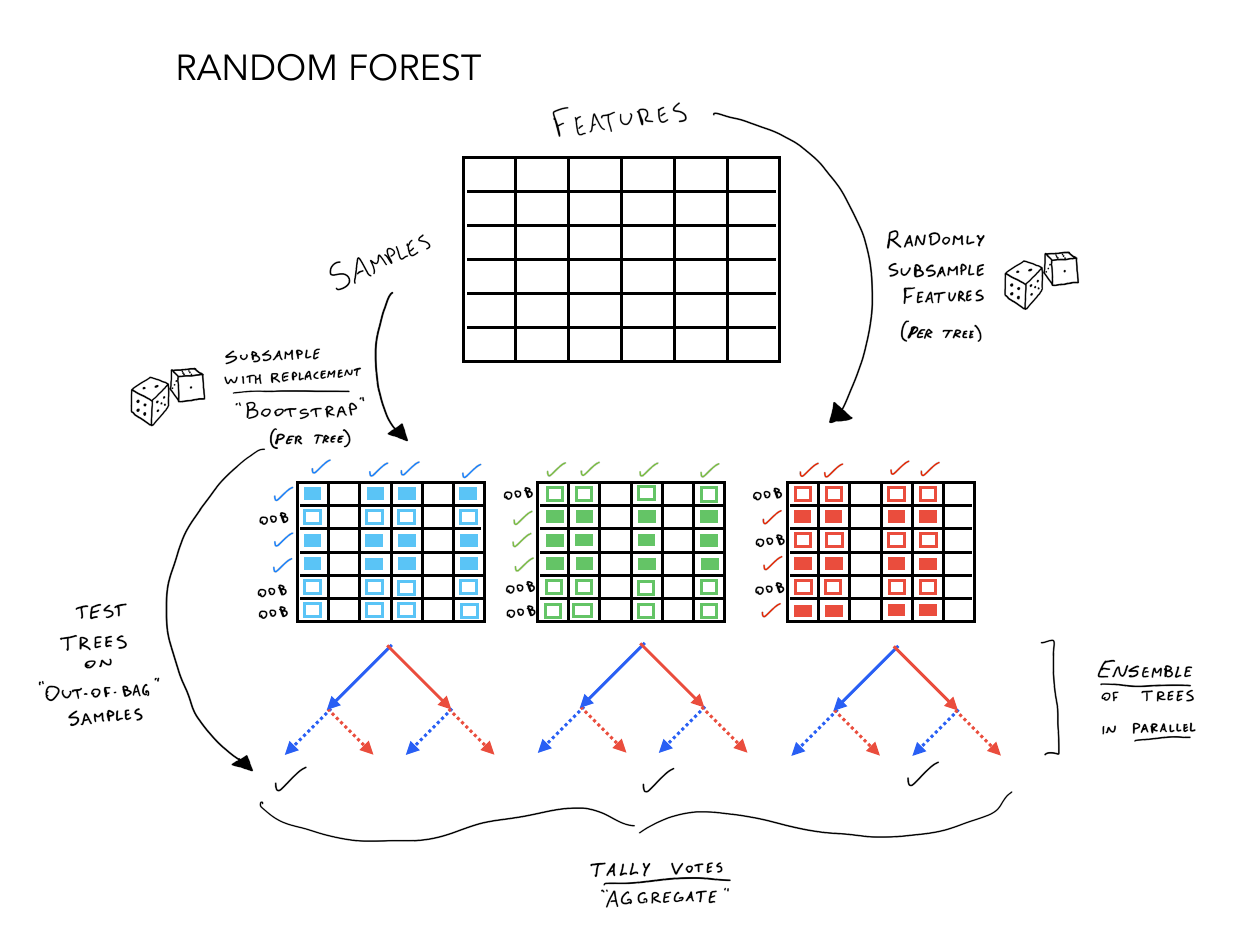 RANDOM FOREST
FEATURES
SAMPLES
RANDOMLY
SUBSAMPLE
FEATURES
(PER TREE)
SUBSAMPLE
WITH REPLACEMENT
"BOOTSTRAP"
(PER TREE)
OOB
OOB
OOB
OOB
OOB
OOB
OOB
OOB
OOB
TEST
TREES
ON
"OUT-OF-BAG"
SAMPLES
ENSEMBLE
OF TREES
IN PARALLEL
TALLY VOTES
"AGGREGATE"